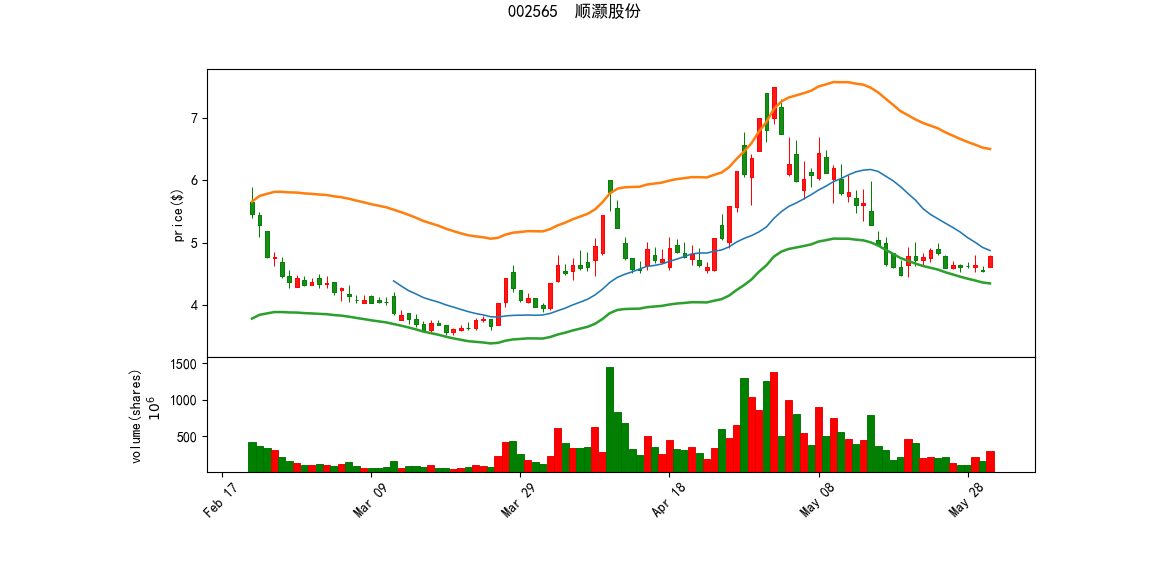 002565 顺灏股份
price($)
7
6
5
4
volume(shares)
10^6
1500
1000
500
Feb 17
Mar 09
Mar 29
Apr 18
May 08
May 28